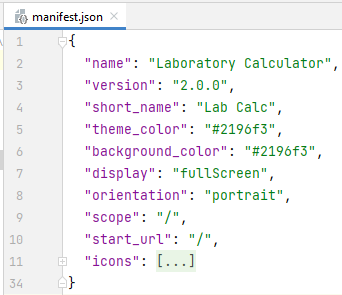 manifest.json
1 {
2 "name": "Laboratory Calculator",
3 "version": "2.0.0",
4 "short_name": "Lab Calc",
5 "theme_color": "#2196f3",
6 "background_color": "#2196f3",
7 "display": "fullScreen",
8 "orientation": "portrait",
9 "scope": "/",
10 "start_url": "/",
11 "icons": [...]
34 }